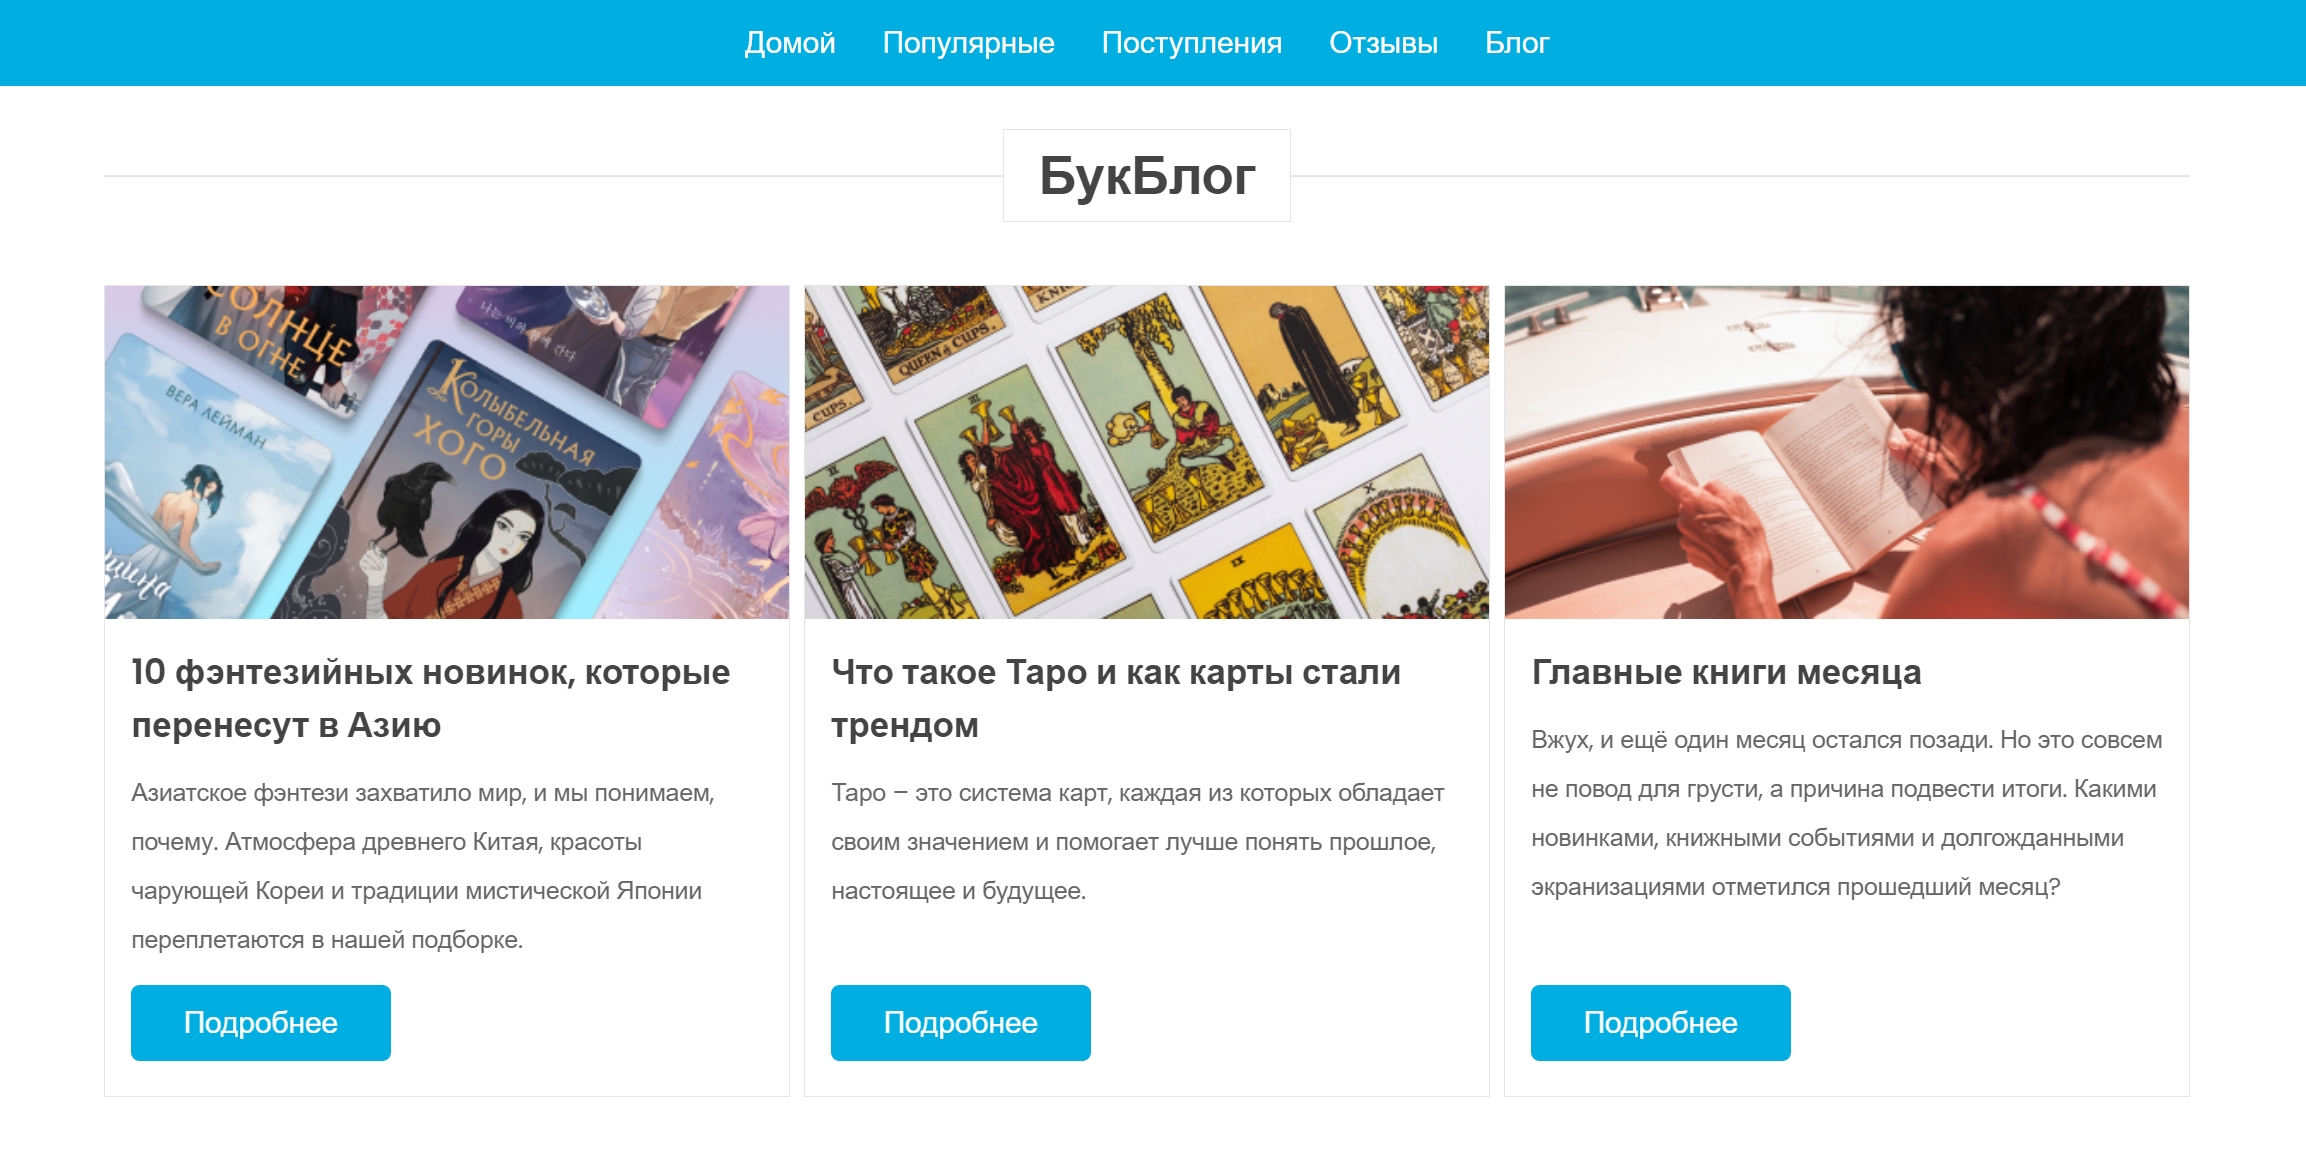 Домой Популярные Поступления Отзывы Блог
БукБлог
СОЛНЦЕ
В ОГНЕ
ВЕРА ЛЕЙМАН
КОЛЫБЕЛЬНАЯ
ГОРЫ
ХОГО
QUEEN of CUPS.
CUPS.
III
II
X
10 фэнтезийных новинок, которые
перенесут в Азию
Азиатское фэнтези захватило мир, и мы понимаем,
почему. Атмосфера древнего Китая, красоты
чарующей Кореи и традиции мистической Японии
переплетаются в нашей подборке.
Подробнее
Что такое Таро и как карты стали
трендом
Таро – это система карт, каждая из которых обладает
своим значением и помогает лучше понять прошлое,
настоящее и будущее.
Подробнее
Главные книги месяца
Вжух, и ещё один месяц остался позади. Но это совсем
не повод для грусти, а причина подвести итоги. Какими
новинками, книжными событиями и долгожданными
экранизациями отметился прошедший месяц?
Подробнее